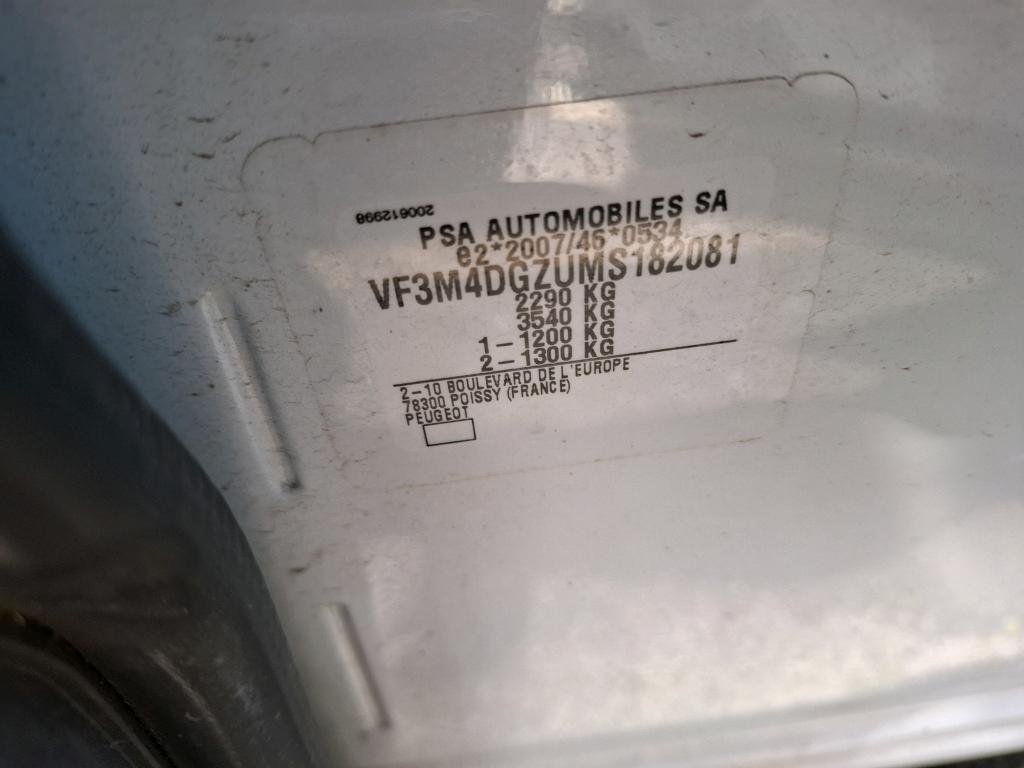 200612998
PSA AUTOMOBILES SA
e2*2007/46*0534
VF3M4DGZUMS182081
2290 KG
3540 KG
1-1200 KG
2-1300 KG
2-10 BOULEVARD DE L'EUROPE
78300 POISSY (FRANCE)
PEUGEOT